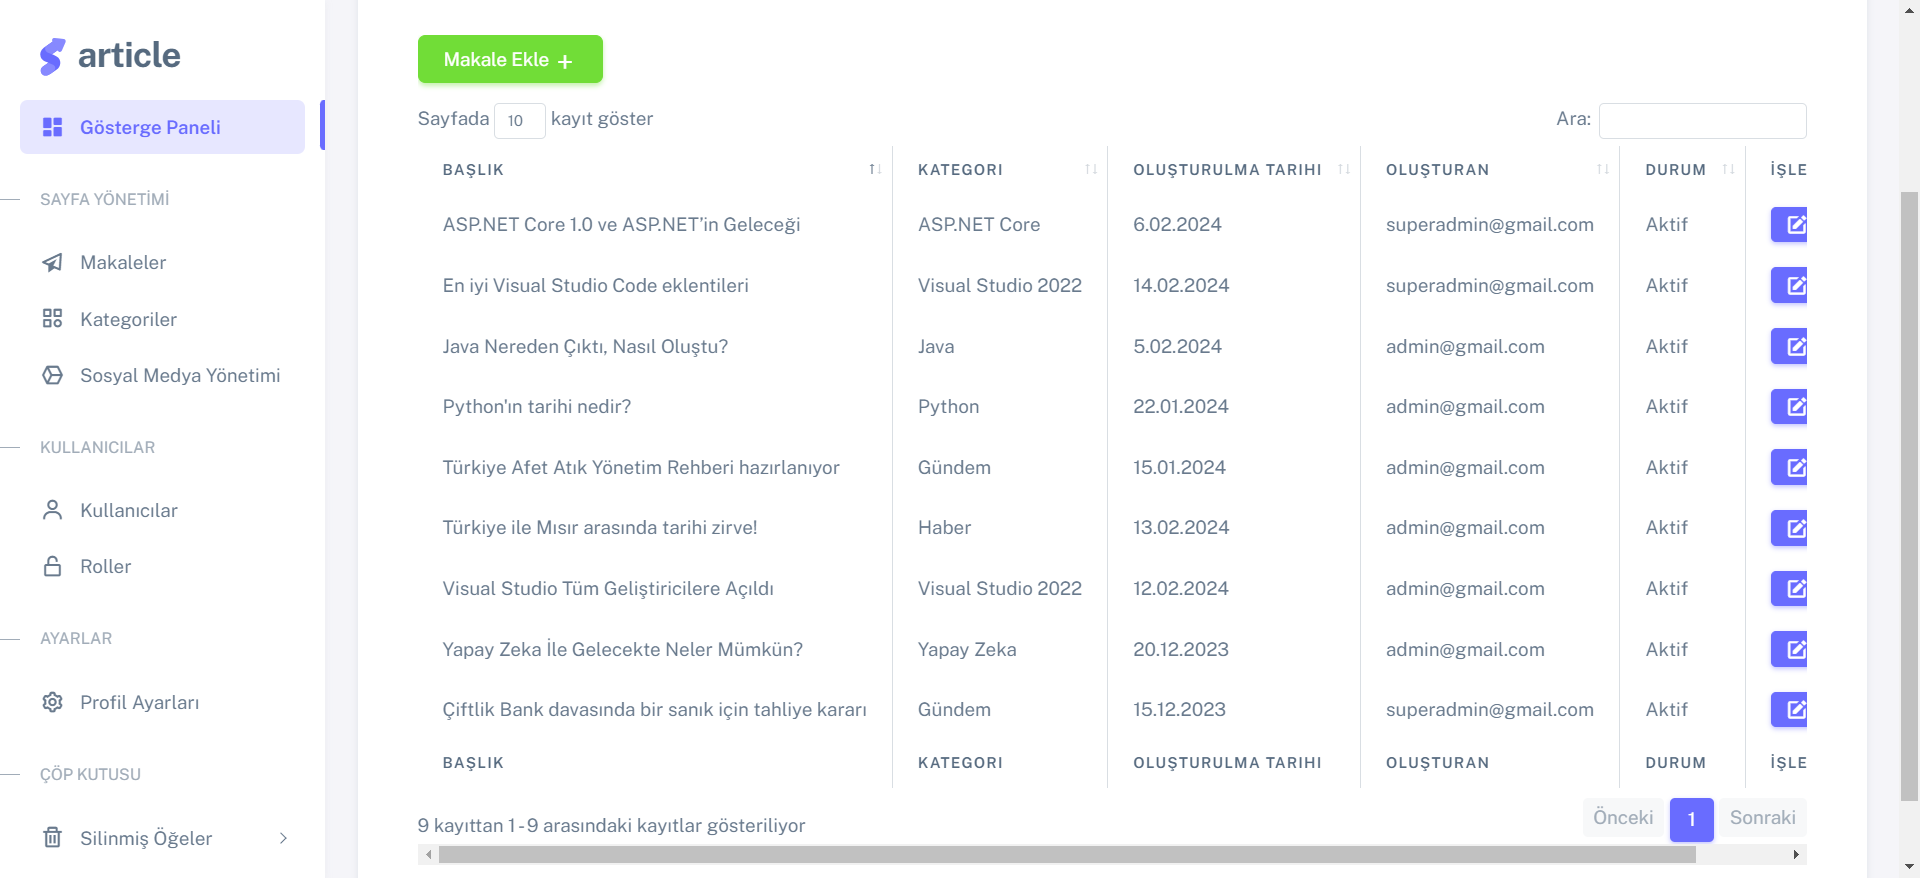 article
Gösterge Paneli
SAYFA YÖNETİMİ
Makaleler
Kategoriler
Sosyal Medya Yönetimi
KULLANICILAR
Kullanıcılar
Roller
AYARLAR
Profil Ayarları
ÇÖP KUTUSU
Silinmiş Öğeler
Makale Ekle +
Sayfada 10 kayıt göster
Ara:
BAŞLIK KATEGORI OLUŞTURULMA TARIHI OLUŞTURAN DURUM İŞLE
ASP.NET Core 1.0 ve ASP.NET’in Geleceği ASP.NET Core 6.02.2024 superadmin@gmail.com Aktif
En iyi Visual Studio Code eklentileri Visual Studio 2022 14.02.2024 superadmin@gmail.com Aktif
Java Nereden Çıktı, Nasıl Oluştu? Java 5.02.2024 admin@gmail.com Aktif
Python'ın tarihi nedir? Python 22.01.2024 admin@gmail.com Aktif
Türkiye Afet Atık Yönetim Rehberi hazırlanıyor Gündem 15.01.2024 admin@gmail.com Aktif
Türkiye ile Mısır arasında tarihi zirve! Haber 13.02.2024 admin@gmail.com Aktif
Visual Studio Tüm Geliştiricilere Açıldı Visual Studio 2022 12.02.2024 admin@gmail.com Aktif
Yapay Zeka İle Gelecekte Neler Mümkün? Yapay Zeka 20.12.2023 admin@gmail.com Aktif
Çiftlik Bank davasında bir sanık için tahliye kararı Gündem 15.12.2023 superadmin@gmail.com Aktif
BAŞLIK KATEGORI OLUŞTURULMA TARIHI OLUŞTURAN DURUM İŞLE
9 kayıttan 1 - 9 arasındaki kayıtlar gösteriliyor
Önceki 1 Sonraki